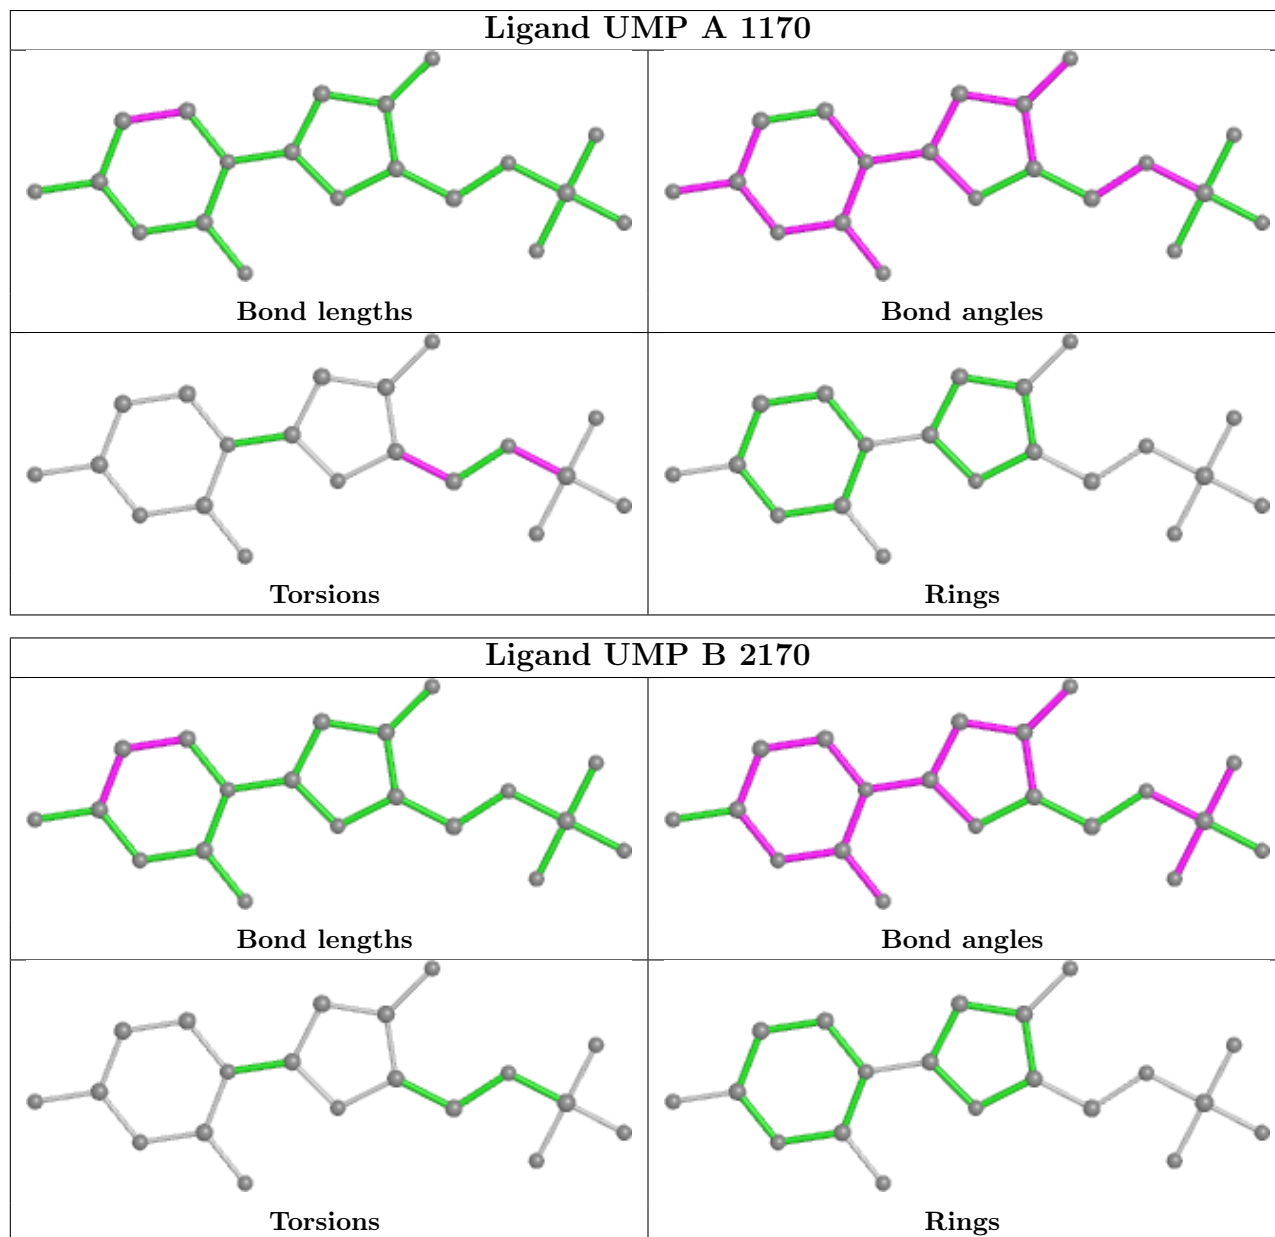 Ligand UMP A 1170
Bond lengths
Bond angles
Torsions
Rings
Ligand UMP B 2170
Bond lengths
Bond angles
Torsions
Rings